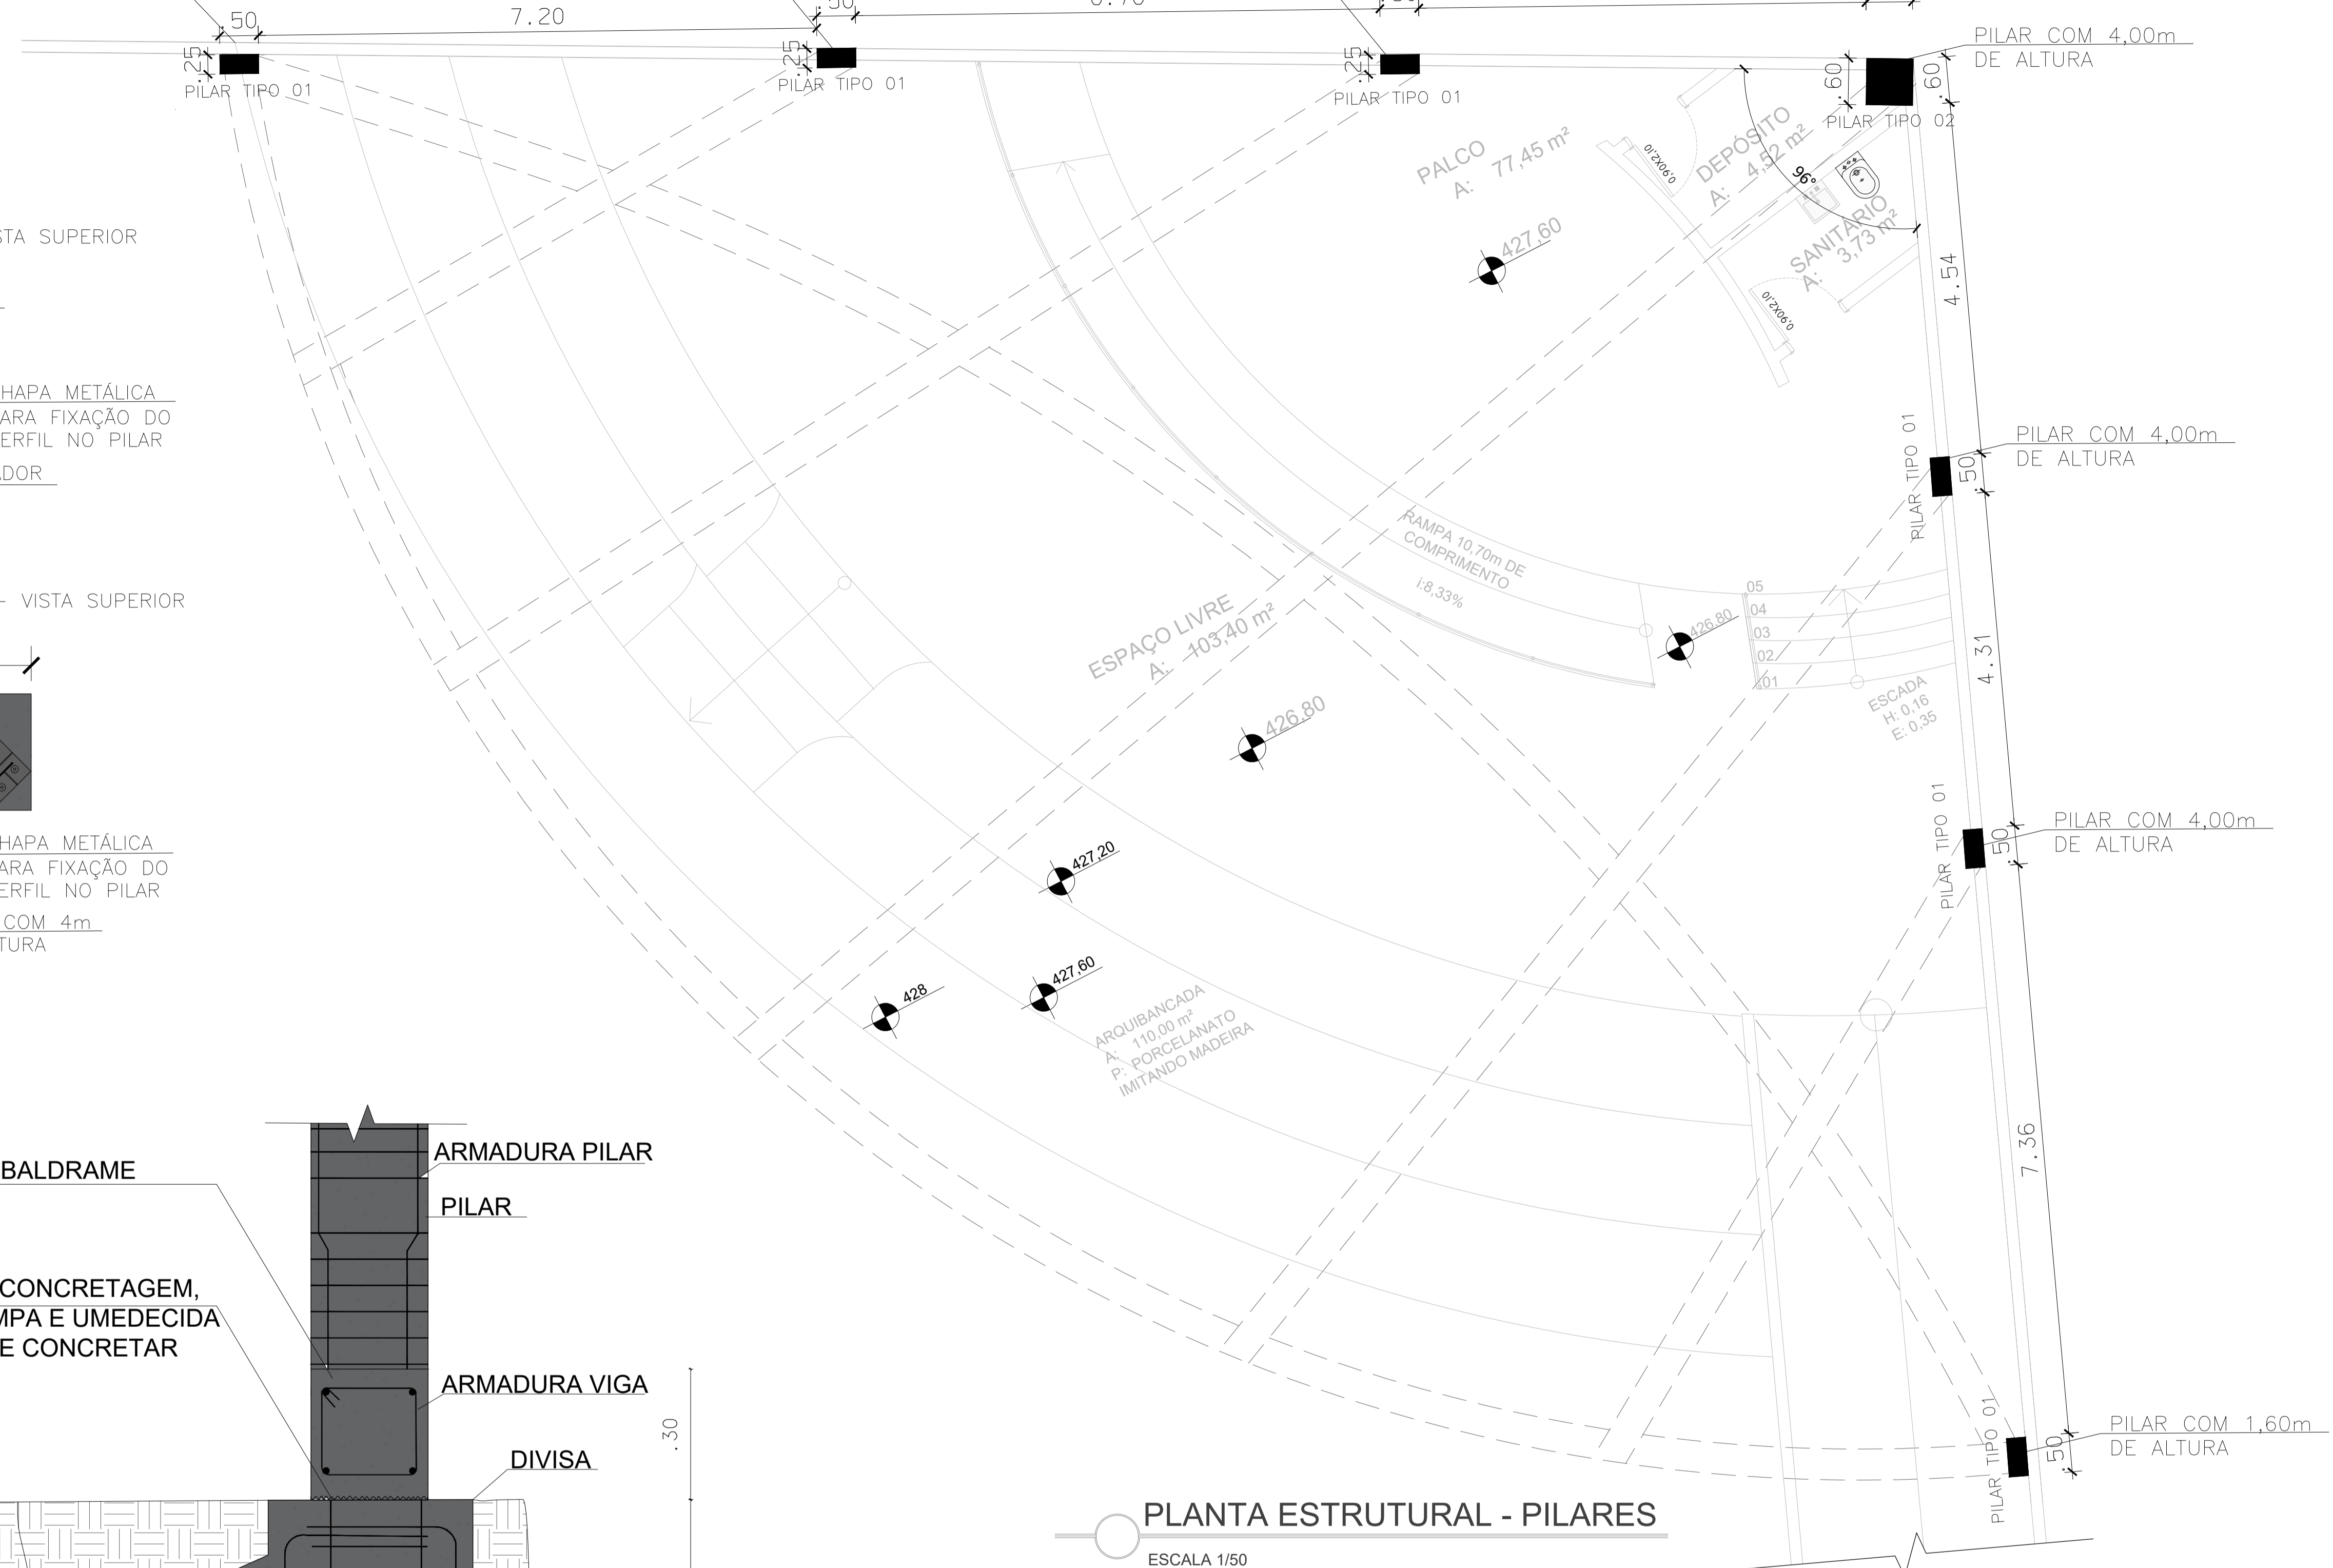 .50
7.20
.50
.25
.25
.25
.60
.60
PILAR COM 4,00m
DE ALTURA
PILAR TIPO 01
PILAR TIPO 01
PILAR TIPO 01
PILAR TIPO 02
PALCO
A: 77,45 m²
DEPÓSITO
A: 4,52 m²
0,90X2,10
96°
SANITÁRIO
A: 3,73 m²
0,90X2,10
427,60
4.54
STA SUPERIOR
HAPA METÁLICA
ARA FIXAÇÃO DO
ERFIL NO PILAR
ADOR
VISTA SUPERIOR
HAPA METÁLICA
ARA FIXAÇÃO DO
ERFIL NO PILAR
COM 4m
TURA
PILAR TIPO 01
.50
PILAR COM 4,00m
DE ALTURA
RAMPA 10,70m DE
COMPRIMENTO
i:8,33%
ESPAÇO LIVRE
A: 103,40 m²
426,80
426,80
05
04
03
02
01
ESCADA
H: 0,16
E: 0,35
4.31
PILAR TIPO 01
.50
PILAR COM 4,00m
DE ALTURA
427,20
427,60
428
ARQUIBANCADA
A: 110,00 m²
P: PORCELANATO
IMITANDO MADEIRA
7.36
PILAR TIPO 01
.50
PILAR COM 1,60m
DE ALTURA
BALDRAME
ARMADURA PILAR
PILAR
CONCRETAGEM,
MPA E UMEDECIDA
E CONCRETAR
ARMADURA VIGA
.30
DIVISA
PLANTA ESTRUTURAL - PILARES
ESCALA 1/50